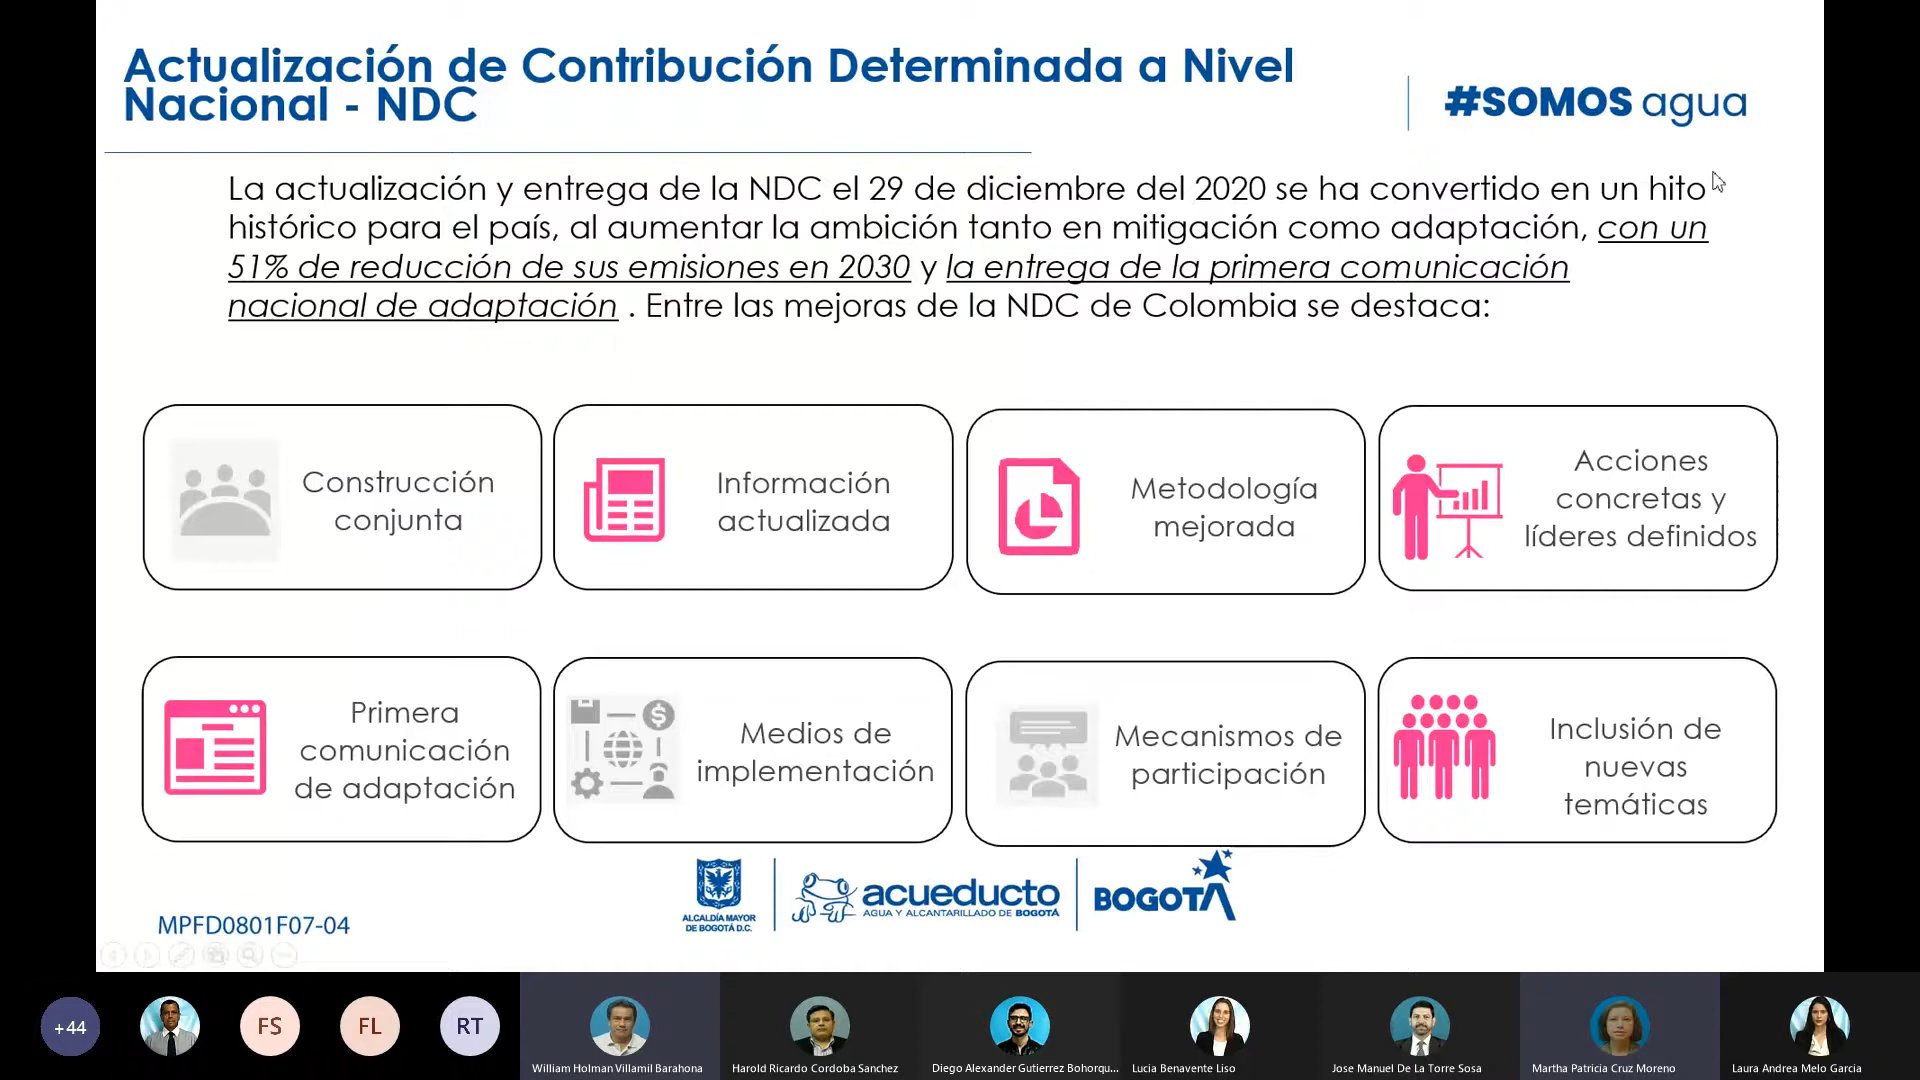 Actualización de Contribución Determinada a Nivel
Nacional - NDC
#SOMOS agua
La actualización y entrega de la NDC el 29 de diciembre del 2020 se ha convertido en un hito
histórico para el país, al aumentar la ambición tanto en mitigación como adaptación, con un
51% de reducción de sus emisiones en 2030 y la entrega de la primera comunicación
nacional de adaptación . Entre las mejoras de la NDC de Colombia se destaca:
Construcción
conjunta
Información
actualizada
Metodología
mejorada
Acciones
concretas y
líderes definidos
Primera
comunicación
de adaptación
Medios de
implementación
Mecanismos de
participación
Inclusión de
nuevas
temáticas
MPFD0801F07-04
ALCALDÍA MAYOR
DE BOGOTÁ D.C.
acueducto
AGUA Y ALCANTARILLADO DE BOGOTÁ
BOGOTÁ
+44
FS
FL
RT
William Holman Villamil Barahona
Harold Ricardo Cordoba Sanchez
Diego Alexander Gutierrez Bohorqu...
Lucia Benavente Liso
Jose Manuel De La Torre Sosa
Martha Patricia Cruz Moreno
Laura Andrea Melo Garcia